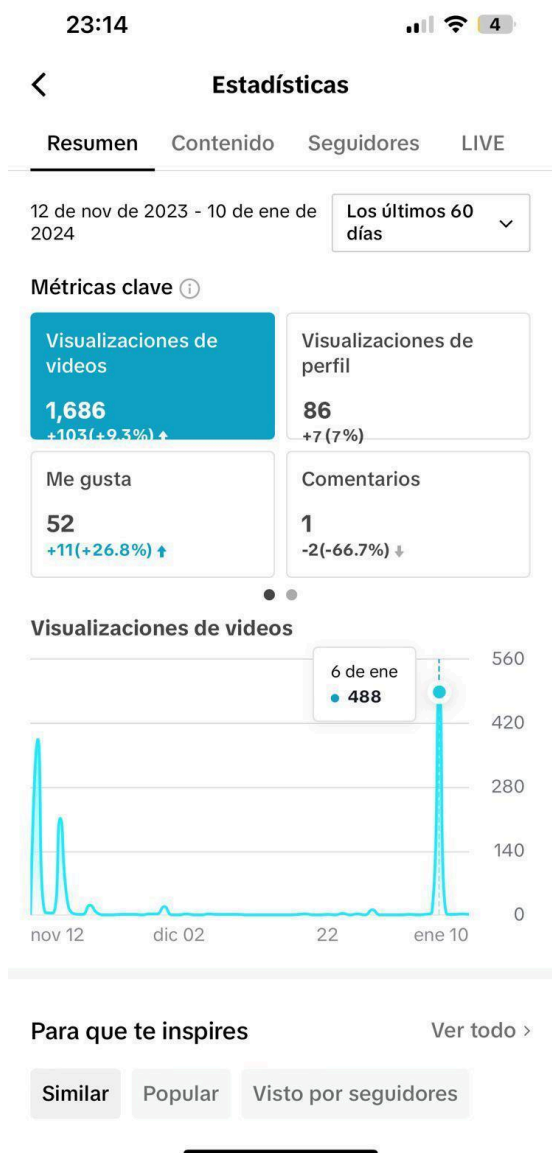 23:14
4
Estadísticas
Resumen
Contenido
Seguidores
LIVE
12 de nov de 2023 - 10 de ene de
2024
Los últimos 60
días
Métricas clave
Visualizaciones de
videos
1,686
+103(+9.3%)
Visualizaciones de
perfil
86
+7(7%)
Me gusta
52
+11(+26.8%)
Comentarios
1
-2(-66.7%)
Visualizaciones de videos
6 de ene
488
560
420
280
140
0
nov 12
dic 02
22
ene 10
Para que te inspires
Ver todo >
Similar
Popular
Visto por seguidores